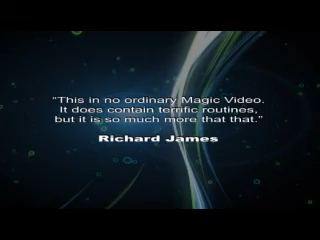 "This in no ordinary Magic Video.
It does contain terrific routines,
but it is so much more that that."
Richard James